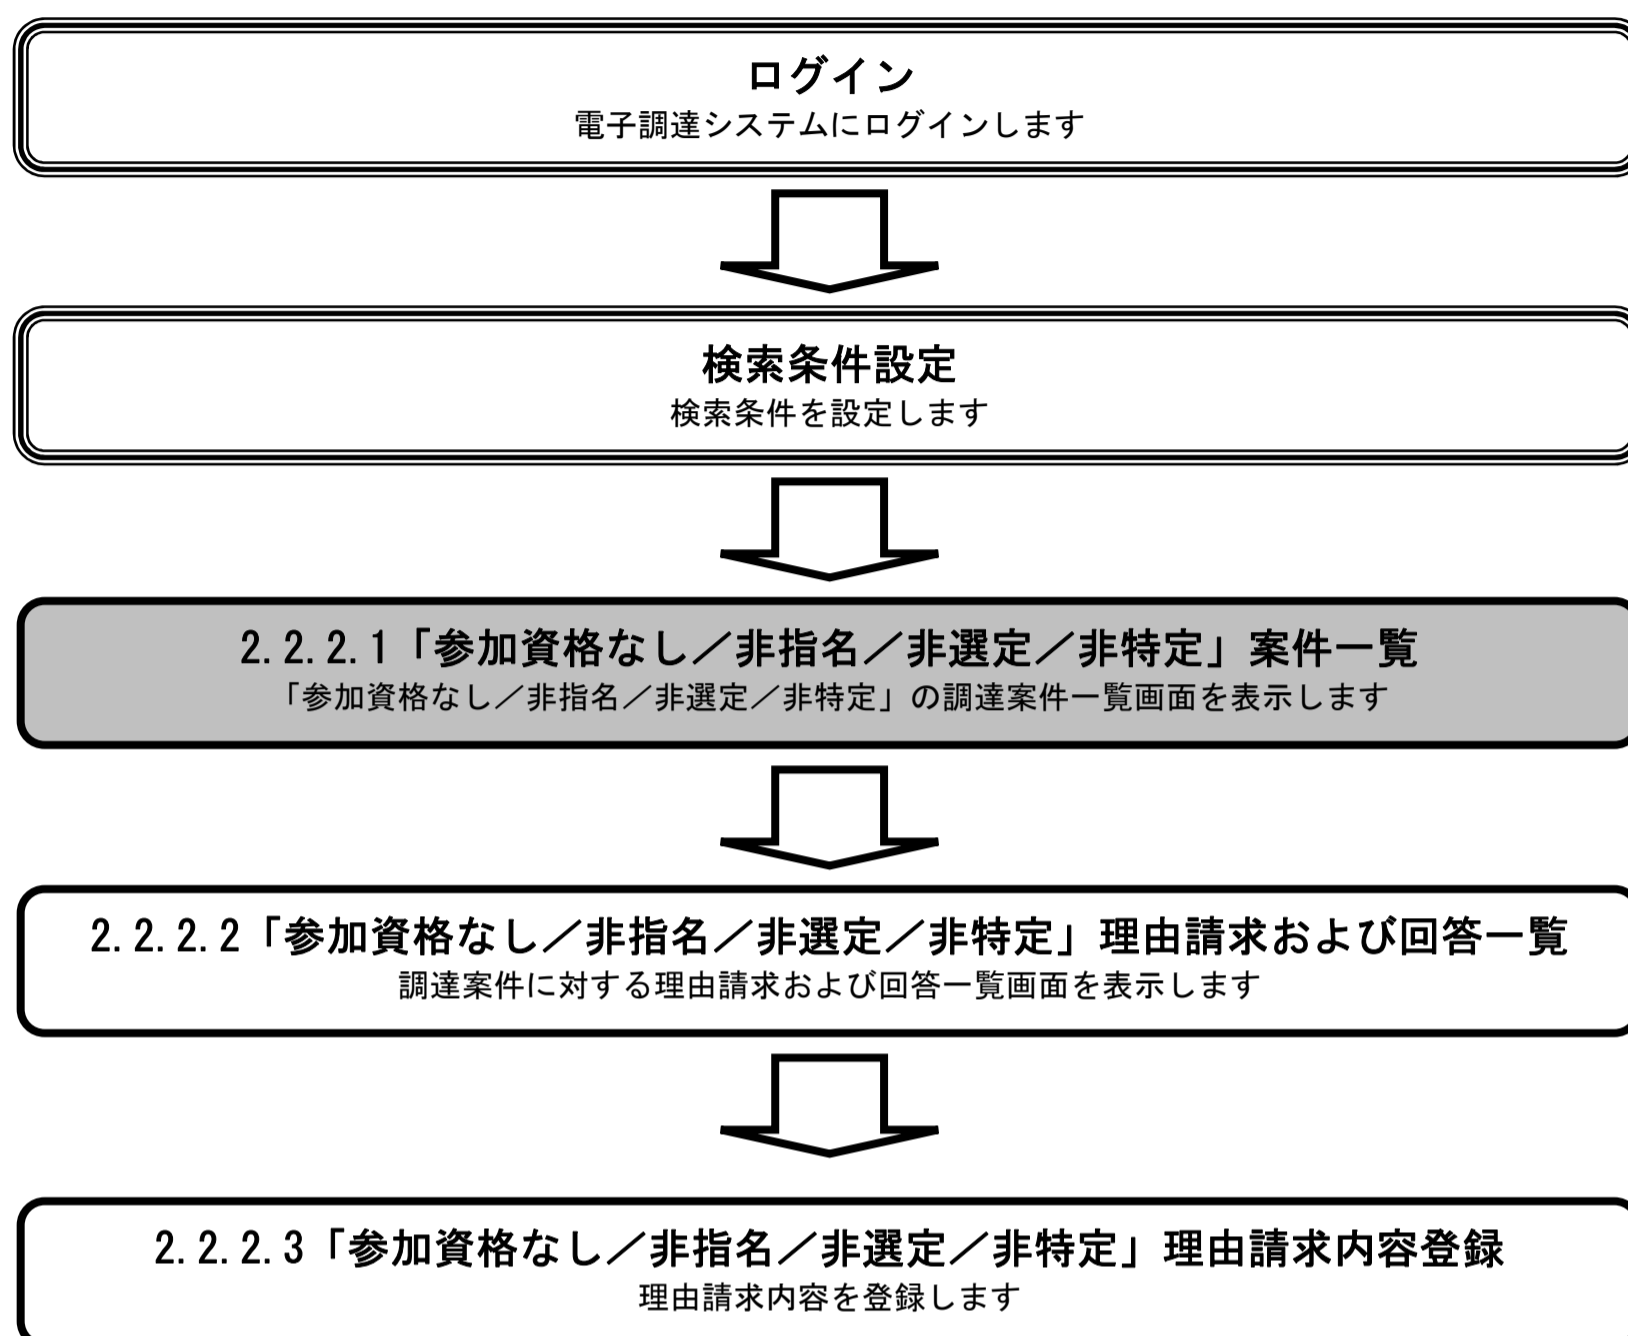 ログイン
電子調達システムにログインします
検索条件設定
検索条件を設定します
2.2.2.1「参加資格なし／非指名／非選定／非特定」案件一覧
「参加資格なし／非指名／非選定／非特定」の調達案件一覧画面を表示します
2.2.2.2「参加資格なし／非指名／非選定／非特定」理由請求および回答一覧
調達案件に対する理由請求および回答一覧画面を表示します
2.2.2.3「参加資格なし／非指名／非選定／非特定」理由請求内容登録
理由請求内容を登録します